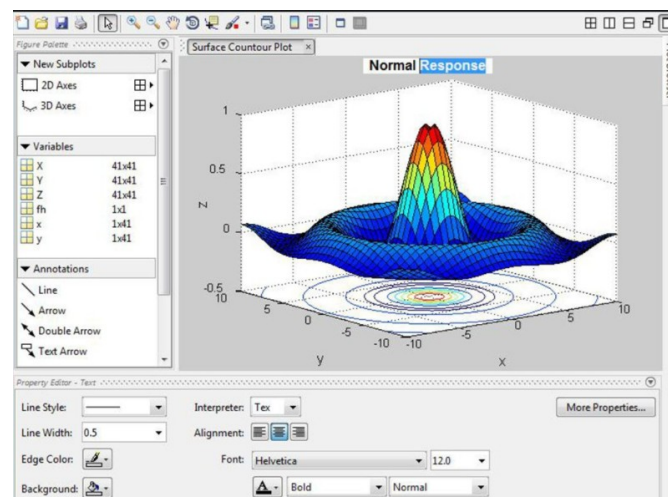 Figure Palette
Surface Countour Plot
New Subplots
2D Axes
3D Axes
Variables
X 41x41
Y 41x41
Z 41x41
fh 1x1
x 1x41
y 1x41
Annotations
Line
Arrow
Double Arrow
Text Arrow
Normal Response
1
0.5
0
-0.5
z
10
5
0
-5
-10
y
-10
-5
0
5
10
x
Property Editor - Text
Line Style:
Interpreter: Tex
More Properties...
Line Width: 0.5
Alignment:
Edge Color:
Font: Helvetica 12.0
Background:
A Bold Normal